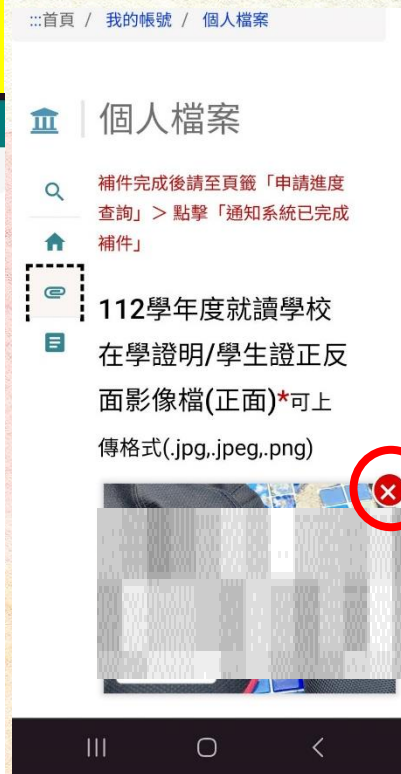 :::首頁 / 我的帳號 / 個人檔案
個人檔案
補件完成後請至頁籤「申請進度
查詢」> 點擊「通知系統已完成
補件」
112學年度就讀學校
在學證明/學生證正反
面影像檔(正面)*可上
傳格式(.jpg,.jpeg,.png)